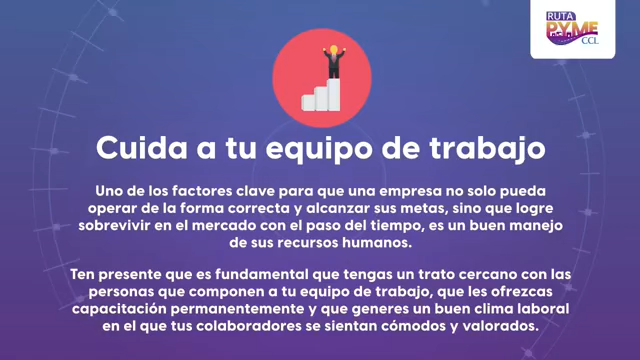 RUTA
PYME
CCL
Cuida a tu equipo de trabajo
Uno de los factores clave para que una empresa no solo pueda
operar de la forma correcta y alcanzar sus metas, sino que logre
sobrevivir en el mercado con el paso del tiempo, es un buen manejo
de sus recursos humanos.
Ten presente que es fundamental que tengas un trato cercano con las
personas que componen a tu equipo de trabajo, que les ofrezcas
capacitación permanentemente y que generes un buen clima laboral
en el que tus colaboradores se sientan cómodos y valorados.